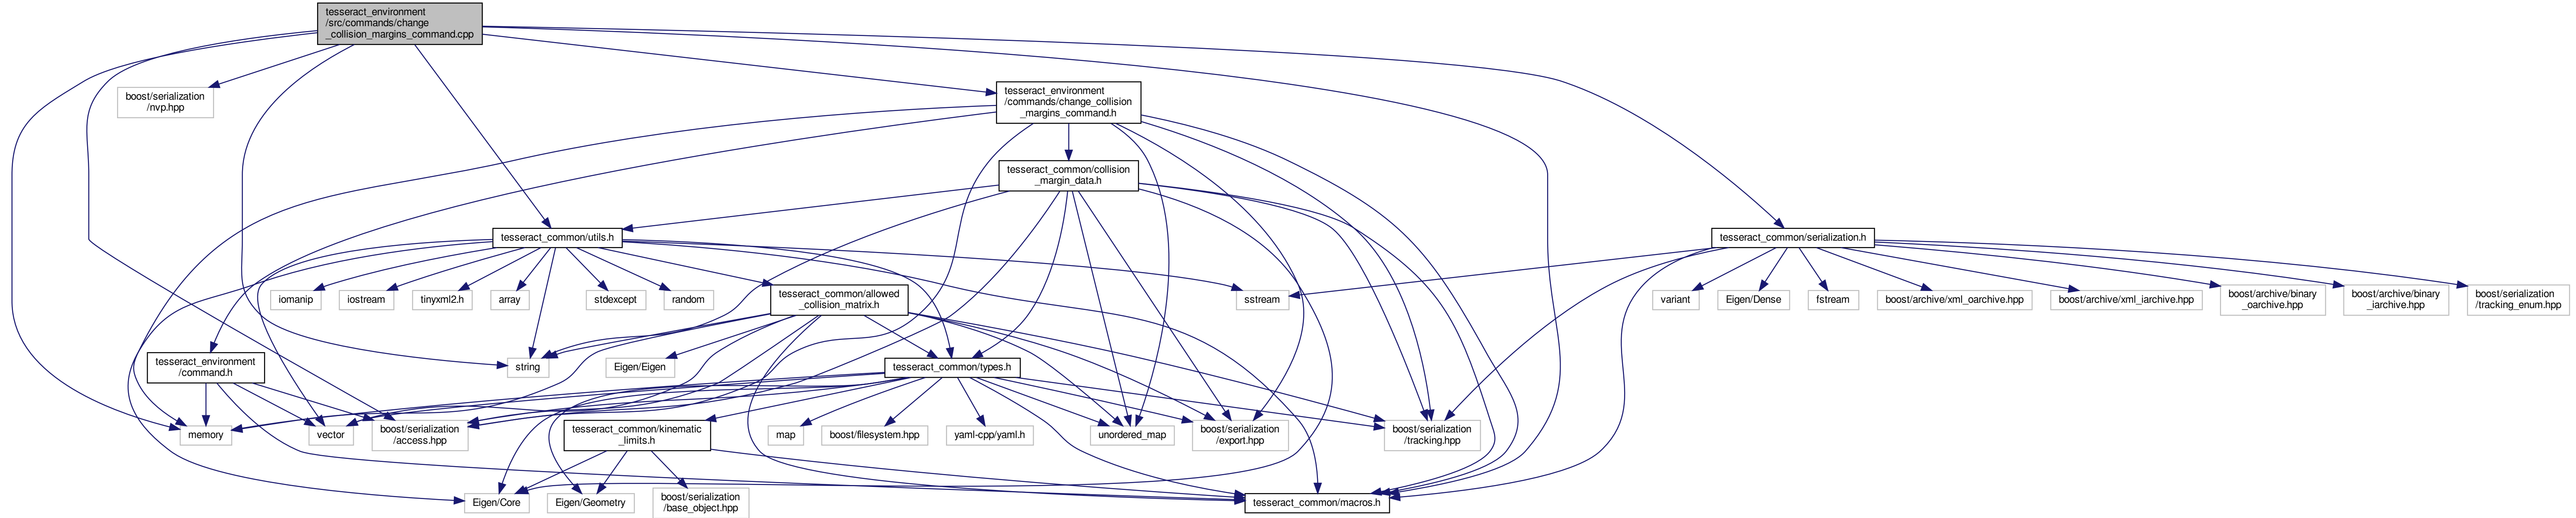 tesseract_environment
/src/commands/change
_collision_margins_command.cpp
boost/serialization
/nvp.hpp
tesseract_environment
/commands/change_collision
_margins_command.h
tesseract_common/collision
_margin_data.h
tesseract_common/utils.h
tesseract_common/serialization.h
iomanip
iostream
tinyxml2.h
array
stdexcept
random
tesseract_common/allowed
_collision_matrix.h
sstream
variant
Eigen/Dense
fstream
boost/archive/xml_oarchive.hpp
boost/archive/xml_iarchive.hpp
boost/archive/binary
_oarchive.hpp
boost/archive/binary
_iarchive.hpp
boost/serialization
/tracking_enum.hpp
tesseract_environment
/command.h
string
Eigen/Eigen
tesseract_common/types.h
memory
vector
boost/serialization
/access.hpp
tesseract_common/kinematic
_limits.h
map
boost/filesystem.hpp
yaml-cpp/yaml.h
unordered_map
boost/serialization
/export.hpp
boost/serialization
/tracking.hpp
Eigen/Core
Eigen/Geometry
boost/serialization
/base_object.hpp
tesseract_common/macros.h